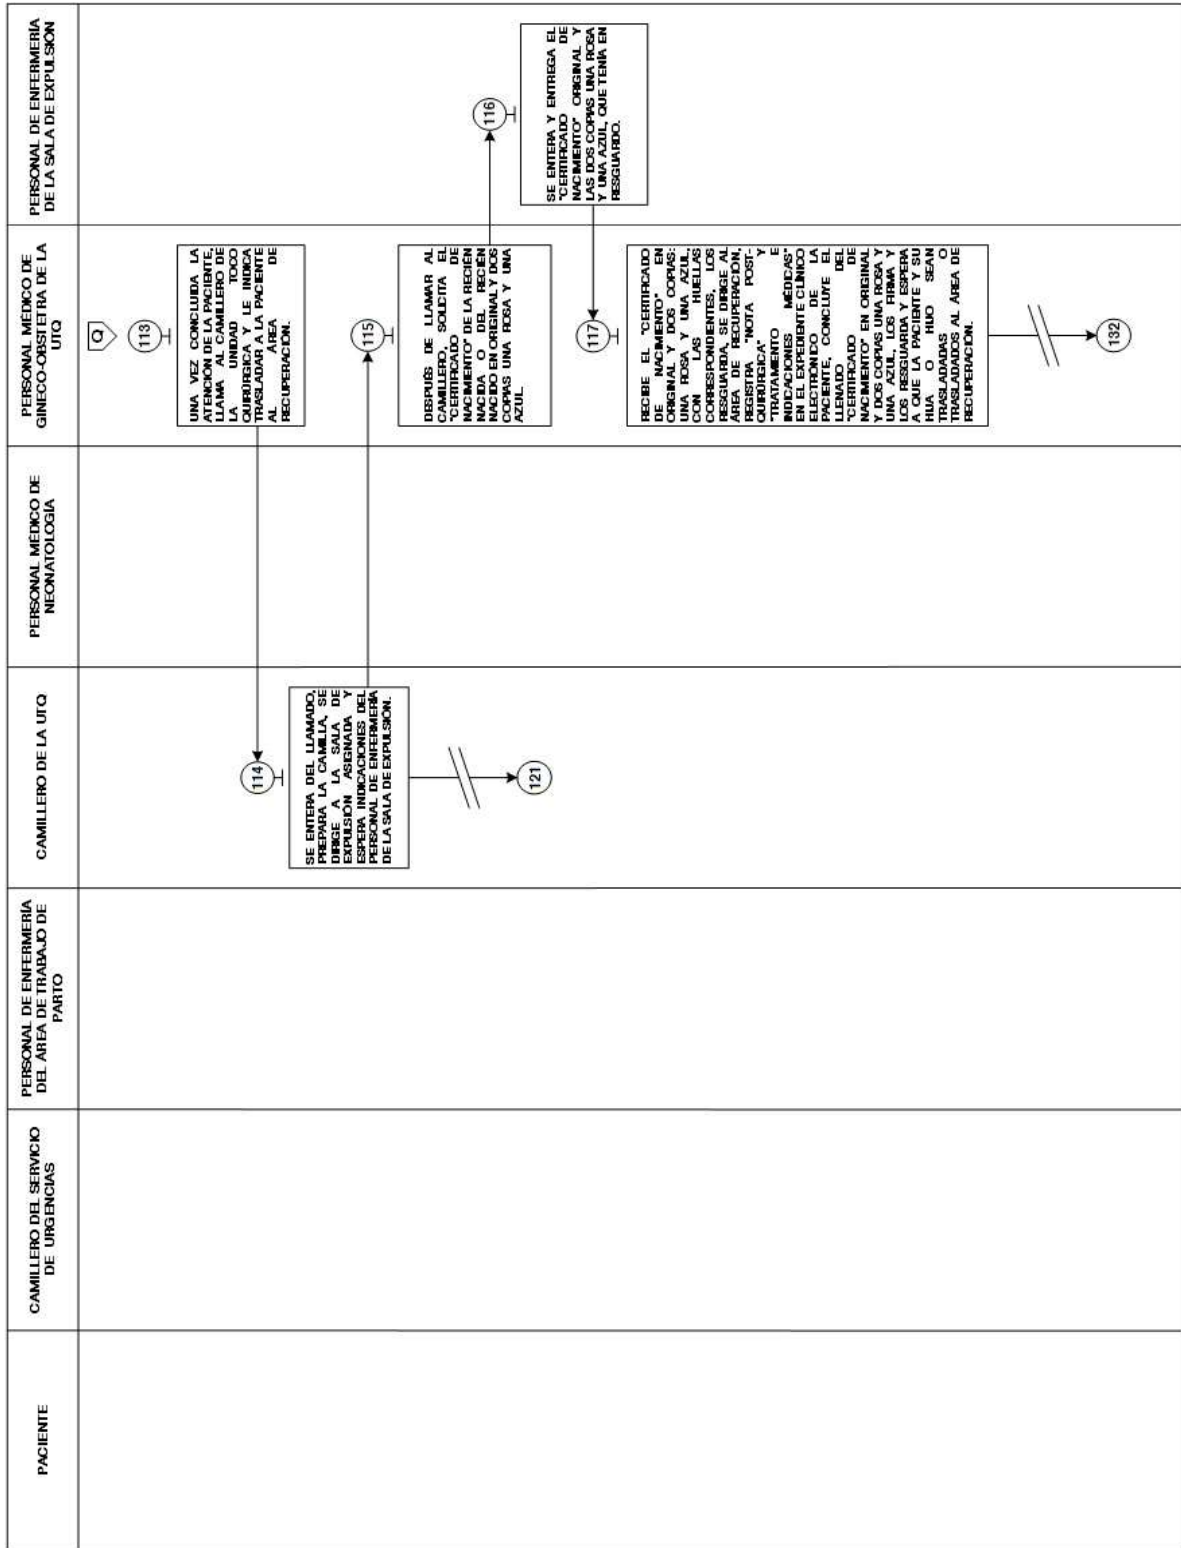 PACIENTE
CAMILLERO DEL SERVICIO
DE URGENCIAS
PERSONAL DE ENFERMERÍA
DEL ÁREA DE TRABAJO DE
PARTO
CAMILLERO DE LA UTQ
PERSONAL MÉDICO DE
NEONATOLOGÍA
PERSONAL MÉDICO DE
GINECO-OBSTETRA DE LA
UTQ
PERSONAL DE ENFERMERÍA
DE LA SALA DE EXPULSIÓN
Q
113
UNA VEZ CONCLUIDA LA
ATENCIÓN DE LA PACIENTE,
LLAMA AL CAMILLERO DE
LA UNIDAD TOCO
QUIRÚRGICA Y LE INDICA
TRASLADAR A LA PACIENTE
AL ÁREA DE
RECUPERACIÓN.
114
SE ENTERA DEL LLAMADO,
PREPARA LA CAMILLA, SE
DIRIGE A LA SALA DE
EXPULSIÓN ASIGNADA Y
ESPERA INDICACIONES DEL
PERSONAL DE ENFERMERÍA
DE LA SALA DE EXPULSIÓN.
121
115
DESPUÉS DE LLAMAR AL
CAMILLERO, SOLICITA EL
"CERTIFICADO DE
NACIMIENTO" DE LA RECIÉN
NACIDA O DEL RECIÉN
NACIDO EN ORIGINAL Y DOS
COPIAS UNA ROSA Y UNA
AZUL.
116
SE ENTERA Y ENTREGA EL
"CERTIFICADO DE
NACIMIENTO" ORIGINAL Y
LAS DOS COPIAS UNA ROSA
Y UNA AZUL, QUE TENÍA EN
RESGUARDO.
117
RECIBE EL "CERTIFICADO
DE NACIMIENTO" EN
ORIGINAL Y DOS COPIAS:
UNA ROSA Y UNA AZUL,
CON LAS HUELLAS
CORRESPONDIENTES, LOS
RESGUARDA, SE DIRIGE AL
ÁREA DE RECUPERACIÓN,
REGISTRA "NOTA POST-
QUIRÚRGICA" Y
"TRATAMIENTO E
INDICACIONES MÉDICAS"
EN EL EXPEDIENTE CLÍNICO
ELECTRÓNICO DE LA
PACIENTE, CONCLUYE EL
LLENADO DEL
"CERTIFICADO DE
NACIMIENTO" EN ORIGINAL
Y DOS COPIAS UNA ROSA Y
UNA AZUL, LOS FIRMA Y
LOS RESGUARDA Y ESPERA
A QUE LA PACIENTE Y SU
HIJA O HIJO SEAN
TRASLADADAS O
TRASLADADOS AL ÁREA DE
RECUPERACIÓN.
132